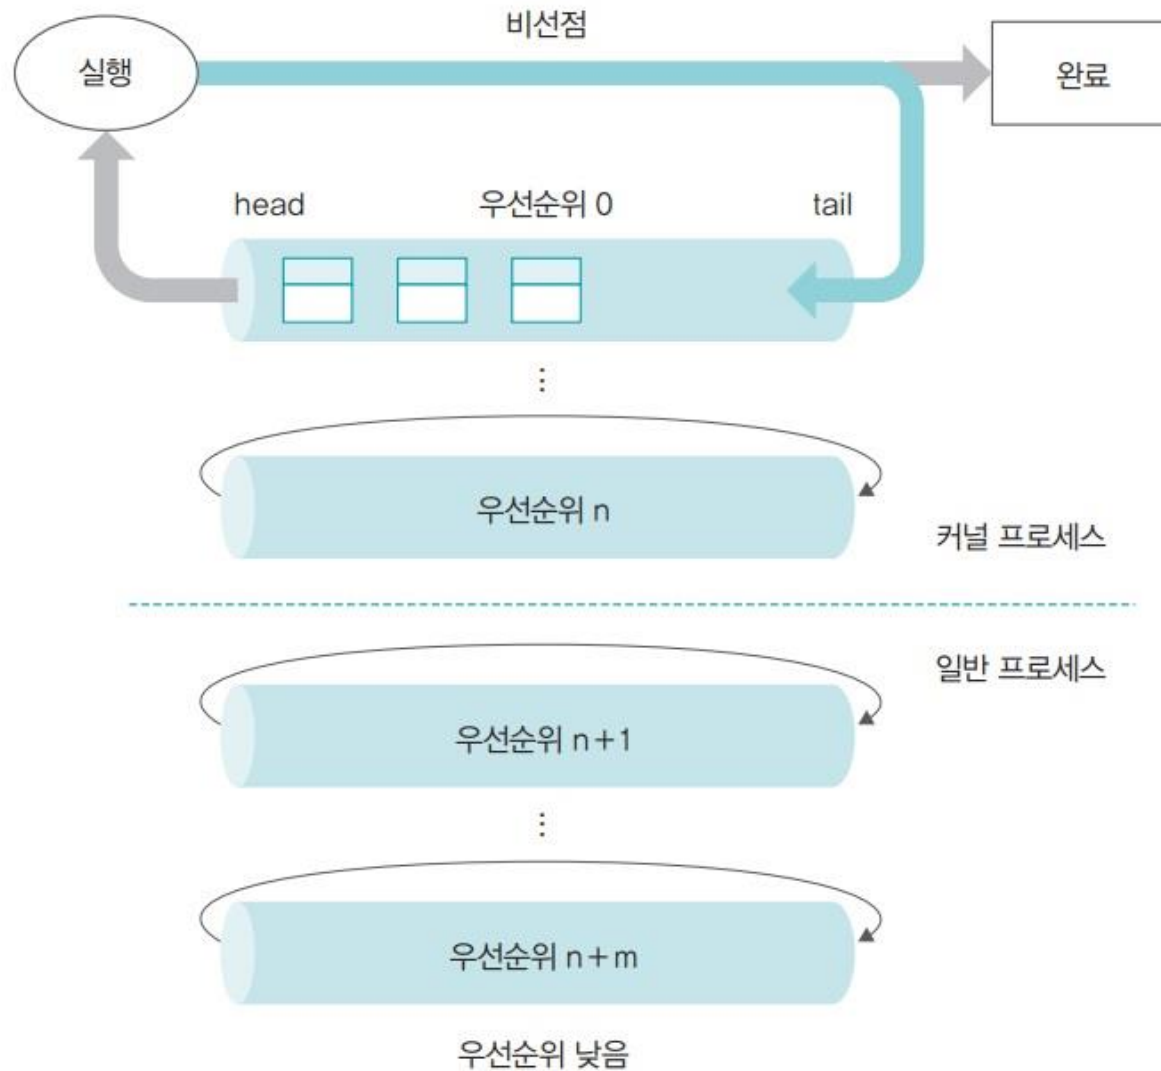 비선점
실행
완료
head
우선순위 0
tail
⋮
우선순위 n
커널 프로세스
일반 프로세스
우선순위 n+1
⋮
우선순위 n+m
우선순위 낮음